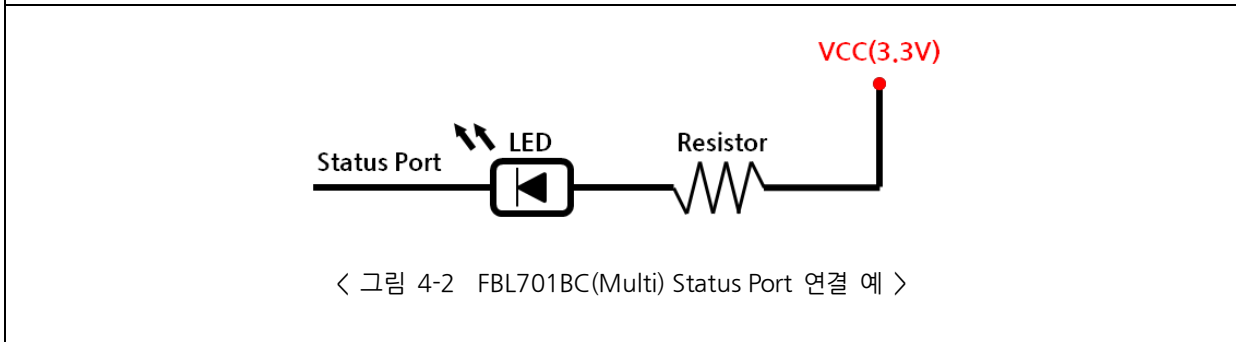 VCC(3.3V)
LED
Resistor
Status Port
< 그림 4-2 FBL701BC(Multi) Status Port 연결 예 >